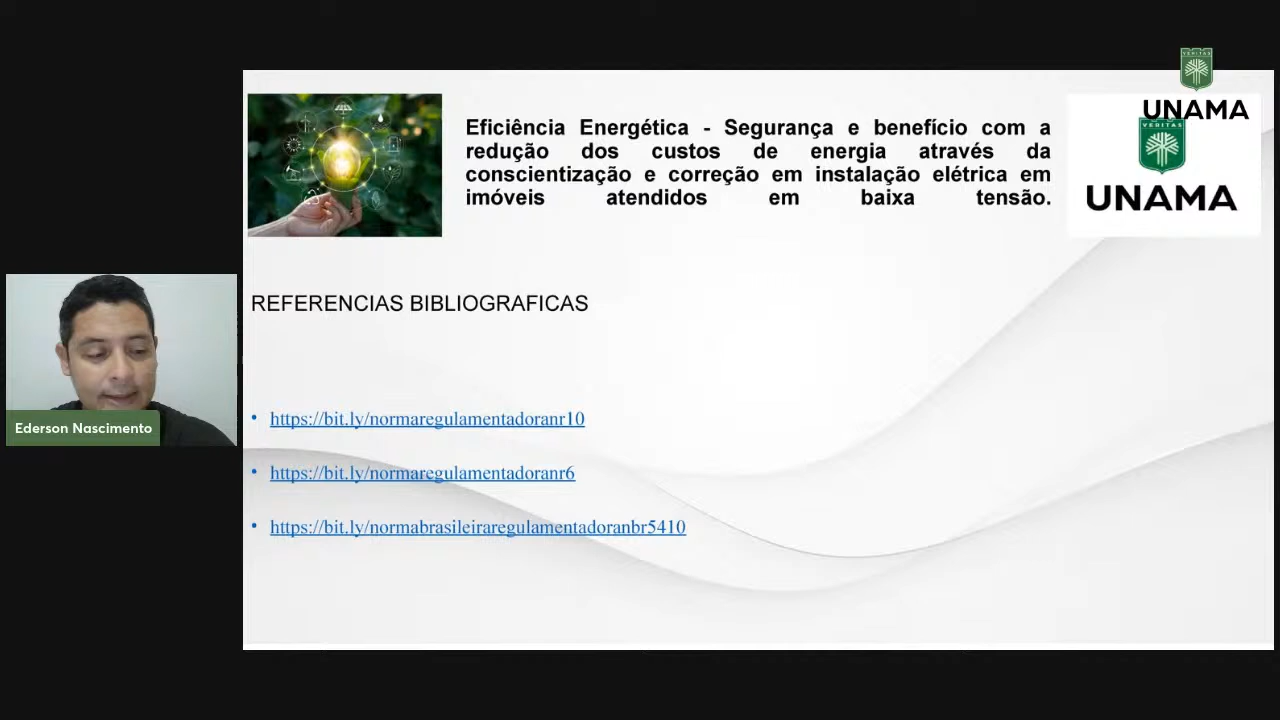 VERITAS
UNAMA
Eficiência Energética - Segurança e benefício com a
redução dos custos de energia através da
conscientização e correção em instalação elétrica em
imóveis atendidos em baixa tensão.
VERITAS
UNAMA
REFERENCIAS BIBLIOGRAFICAS
• https://bit.ly/normaregulamentadoranr10
Ederson Nascimento
• https://bit.ly/normaregulamentadoranr6
• https://bit.ly/normabrasileiraregulamentadoranbr5410